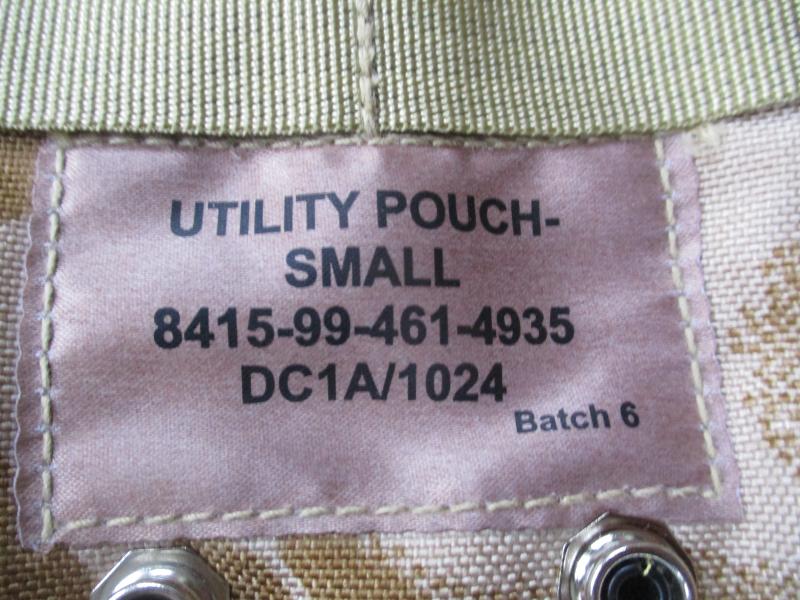 UTILITY POUCH-
SMALL
8415-99-461-4935
DC1A/1024
Batch 6